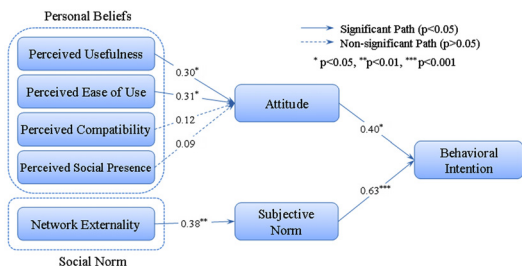 Personal Beliefs
Perceived Usefulness
Perceived Ease of Use
Perceived Compatibility
Perceived Social Presence
Network Externality
Social Norm
0.30*
0.31*
0.12
0.09
0.38**
Attitude
Subjective
Norm
0.40*
0.63***
Behavioral
Intention
Significant Path (p<0.05)
Non-significant Path (p>0.05)
* p<0.05, **p<0.01, *** p<0.001